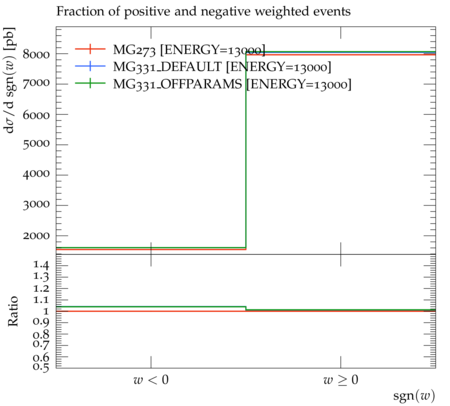 Fraction of positive and negative weighted events
dσ/d sgn(w) [pb]
8000
7000
6000
5000
4000
3000
2000
MG273 [ENERGY=13000]
MG331_DEFAULT [ENERGY=13000]
MG331_OFFPARAMS [ENERGY=13000]
Ratio
1.4
1.3
1.2
1.1
1
0.9
0.8
0.7
0.6
0.5
w < 0
w ≥ 0
sgn(w)